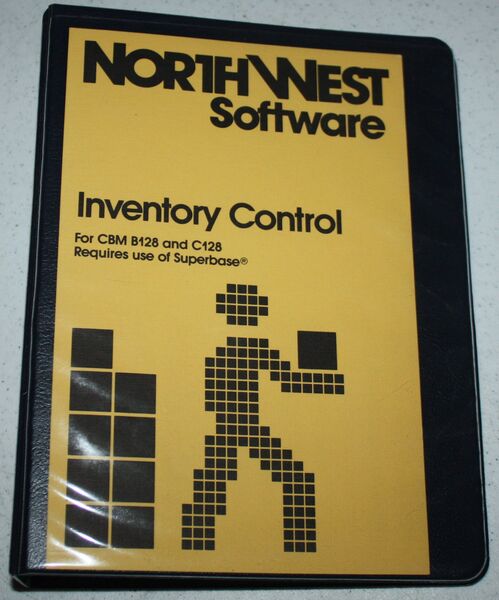 NORTHWEST
Software
Inventory Control
For CBM B128 and C128
Requires use of Superbase®